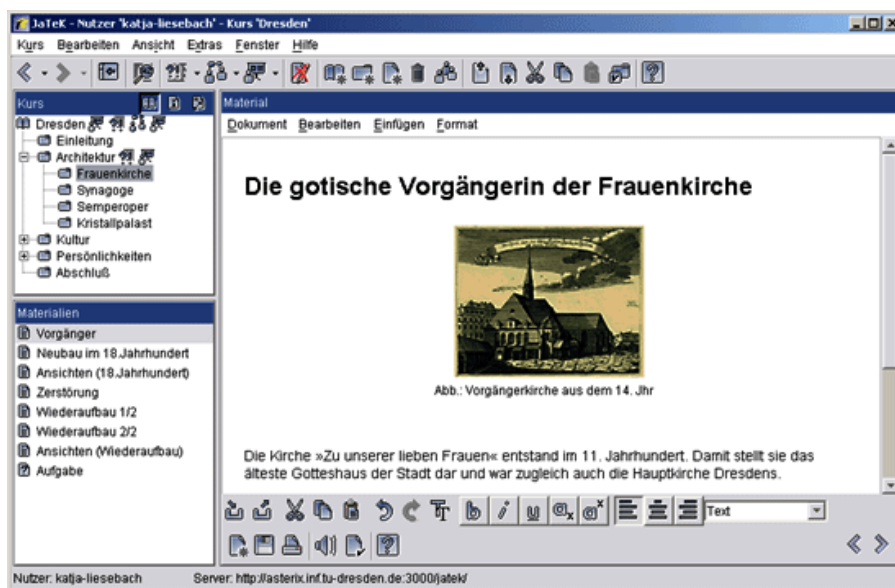 JaTeK - Nutzer 'katja-liesebach' - Kurs 'Dresden'
Kurs Bearbeiten Ansicht Extras Fenster Hilfe
Kurs
Dresden
Einleitung
Architektur
Frauenkirche
Synagoge
Semperoper
Kristallpalast
Kultur
Persönlichkeiten
Abschluß
Materialien
Vorgänger
Neubau im 18.Jahrhundert
Ansichten (18.Jahrhundert)
Zerstörung
Wiederaufbau 1/2
Wiederaufbau 2/2
Ansichten (Wiederaufbau)
Aufgabe
Material
Dokument Bearbeiten Einfügen Format
Die gotische Vorgängerin der Frauenkirche
Abb.: Vorgängerkirche aus dem 14. Jhr
Die Kirche »Zu unserer lieben Frauen« entstand im 11. Jahrhundert. Damit stellt sie das
älteste Gotteshaus der Stadt dar und war zugleich auch die Hauptkirche Dresdens.
Text
Nutzer: katja-liesebach Server: http://asterix.inf.tu-dresden.de:3000/jatek/